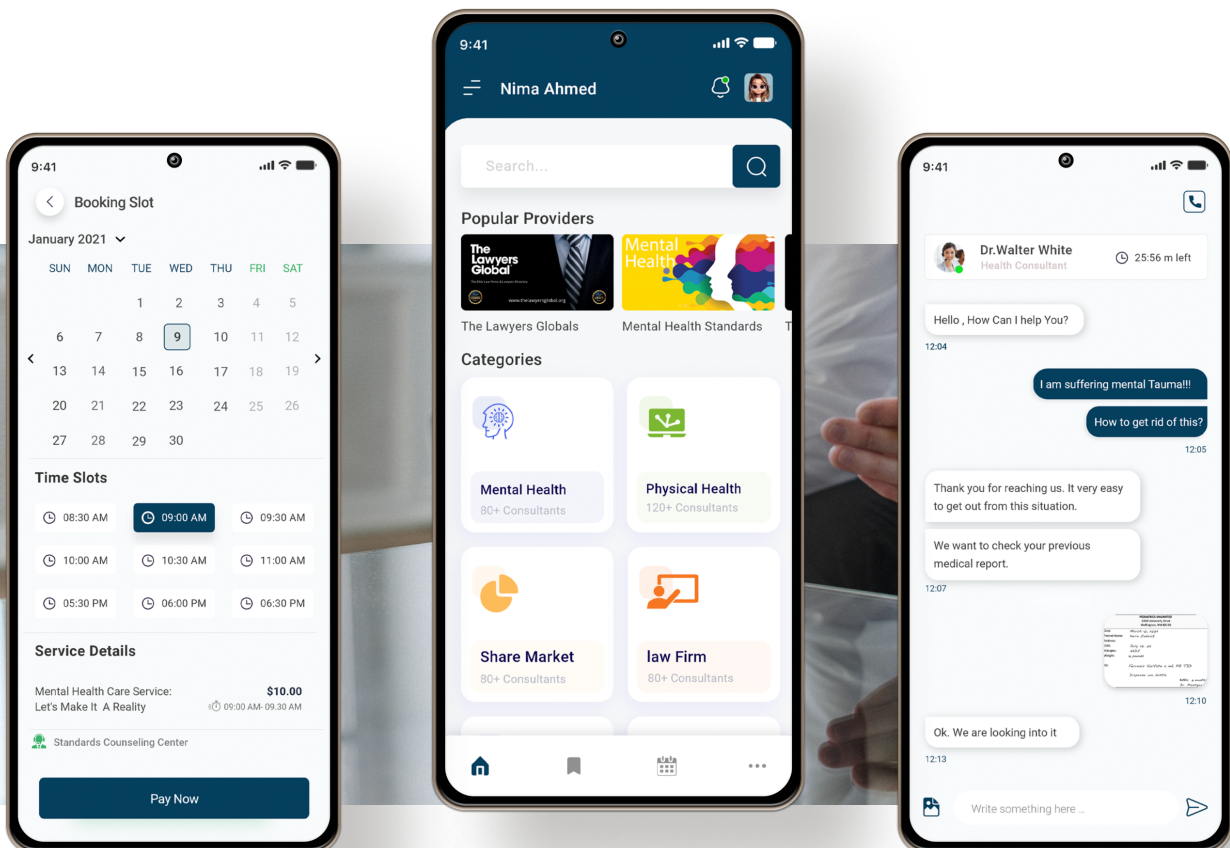 9:41
Booking Slot
January 2021
SUN MON TUE WED THU FRI SAT
1 2 3 4 5
6 7 8 9 10 11 12
13 14 15 16 17 18 19
20 21 22 23 24 25 26
27 28 29 30
Time Slots
08:30 AM 09:00 AM 09:30 AM
10:00 AM 10:30 AM 11:00 AM
05:30 PM 06:00 PM 06:30 PM
Service Details
Mental Health Care Service: $10.00
Let's Make It A Reality 09:00 AM- 09.30 AM
Standards Counseling Center
Pay Now
9:41
Nima Ahmed
Search...
Popular Providers
The
Lawyers
Global
www.thelawyersglobal.org
Mental
Health
The Lawyers Globals Mental Health Standards T
Categories
Mental Health
80+ Consultants
Physical Health
120+ Consultants
Share Market
80+ Consultants
law Firm
80+ Consultants
9:41
Dr.Walter White
Health Consultant
25:56 m left
Hello , How Can I help You?
12:04
I am suffering mental Tauma!!!
How to get rid of this?
12:05
Thank you for reaching us. It very easy
to get out from this situation.
We want to check your previous
medical report.
12:07
12:10
Ok. We are looking into it
12:13
Write something here ..